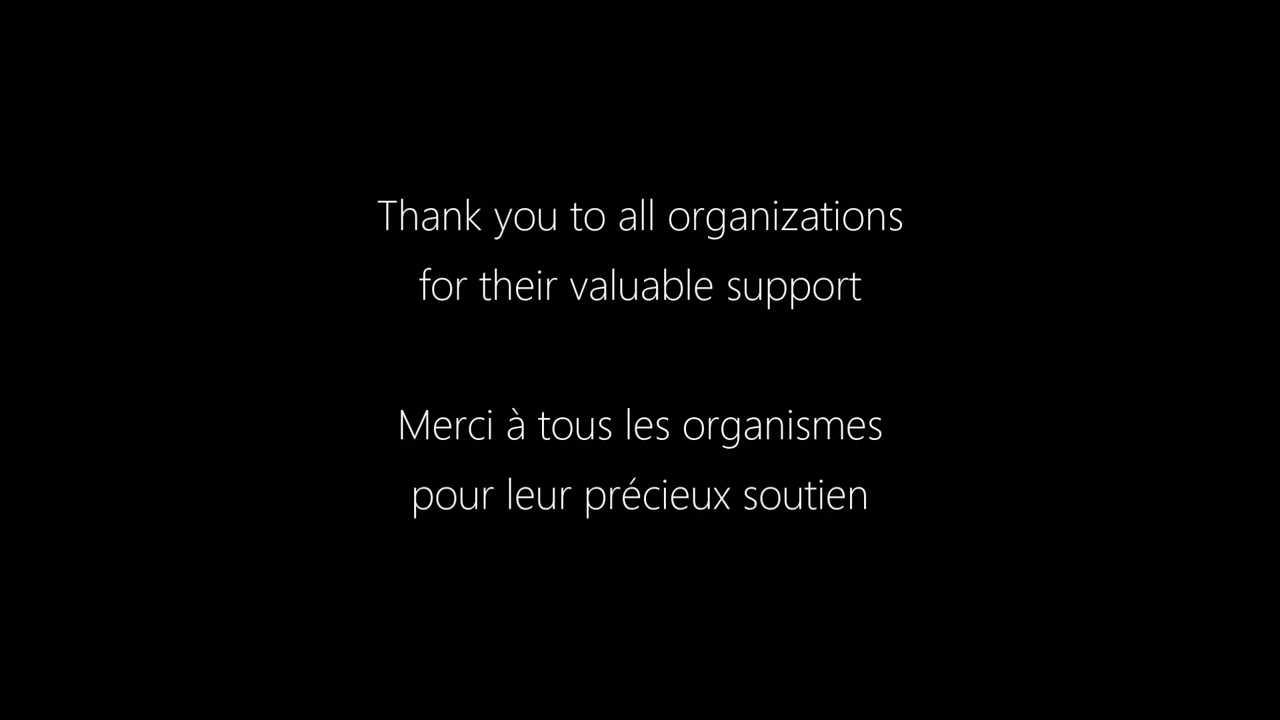 Thank you to all organizations
for their valuable support
Merci à tous les organismes
pour leur précieux soutien